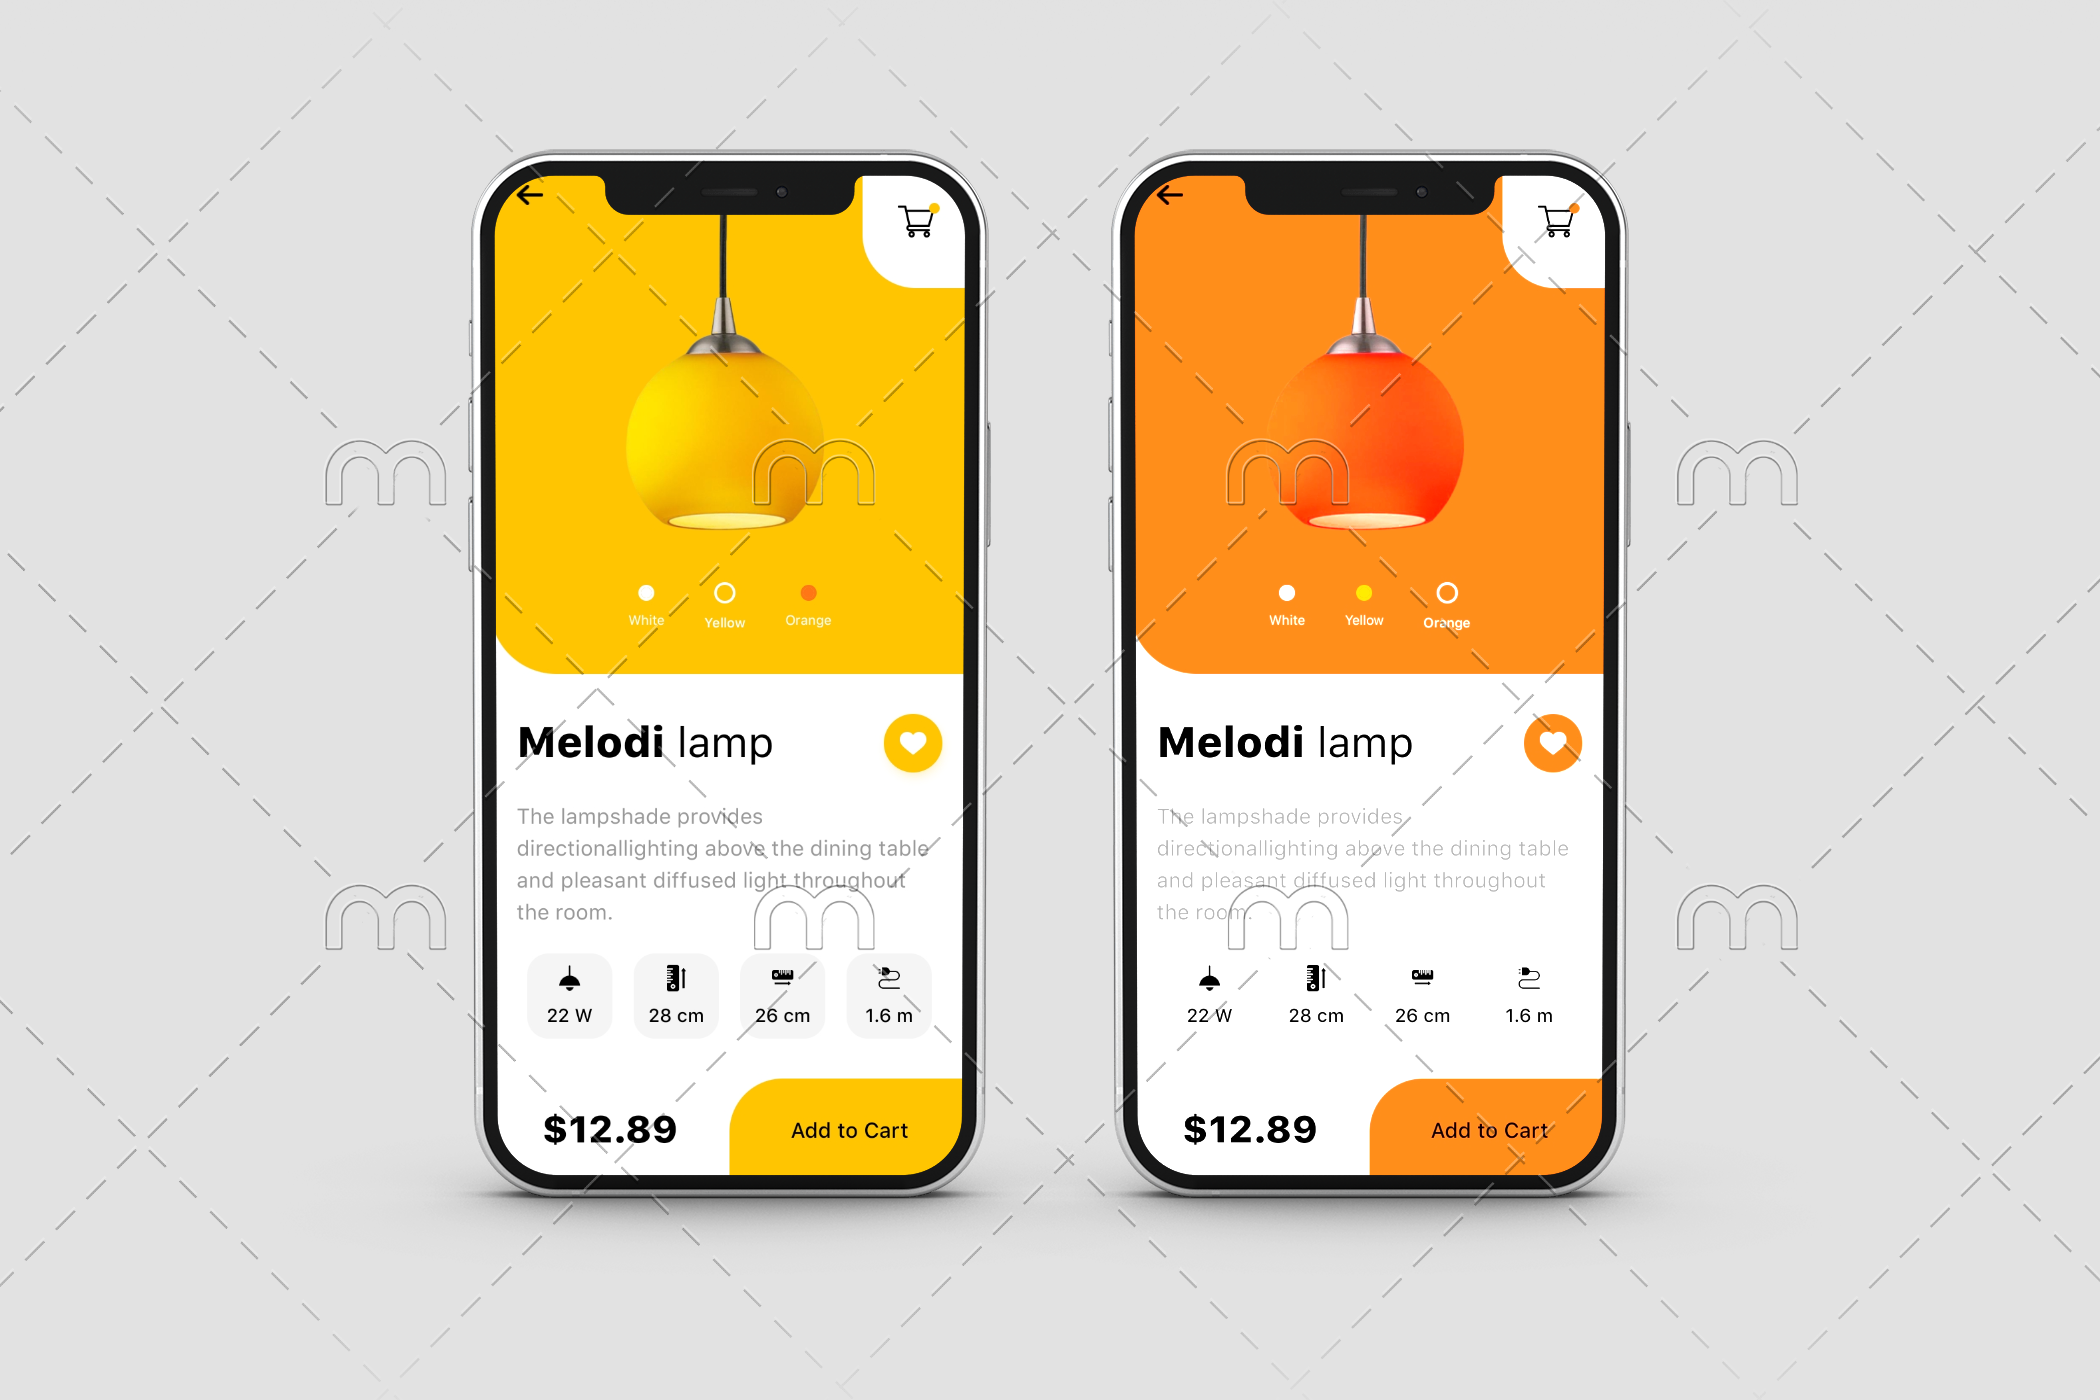 White
Yellow
Orange
Melodi lamp
The lampshade provides
directionallighting above the dining table
and pleasant diffused light throughout
the room.
22 W
28 cm
26 cm
1.6 m
$12.89
Add to Cart
White
Yellow
Orange
Melodi lamp
The lampshade provides
directionallighting above the dining table
and pleasant diffused light throughout
the room.
22 W
28 cm
26 cm
1.6 m
$12.89
Add to Cart